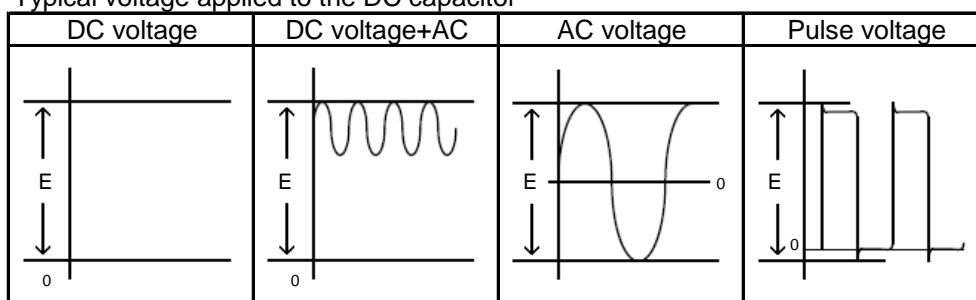 Typical voltage applied to the DC capacitor
DC voltage DC voltage+AC AC voltage Pulse voltage
E E E 0 E 0
0 0